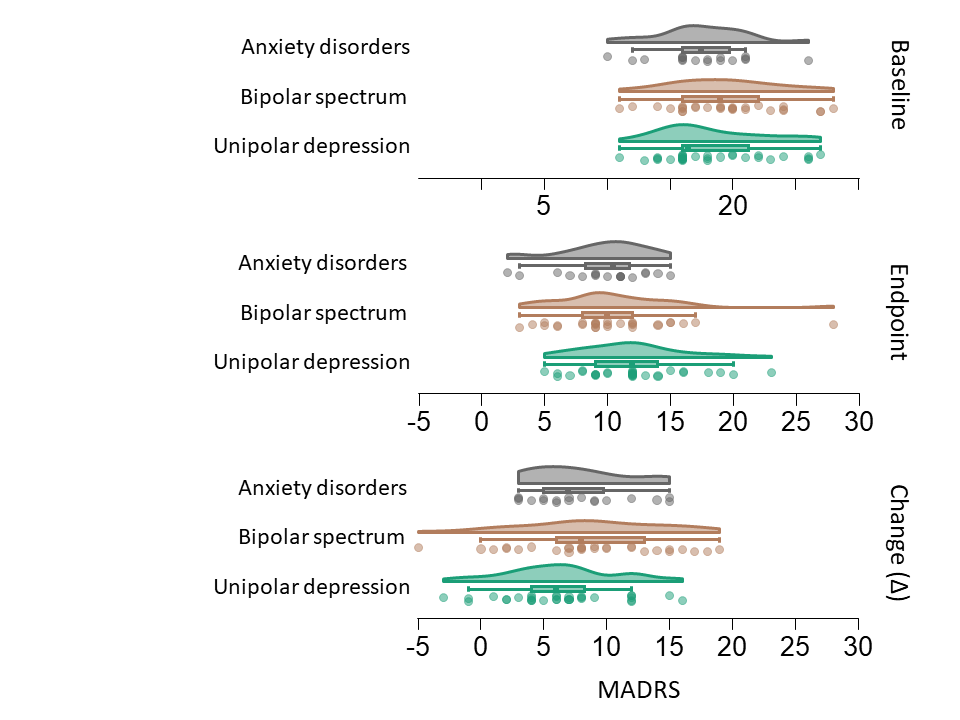 Anxiety disorders
Bipolar spectrum
Unipolar depression
Baseline
5 20
Anxiety disorders
Bipolar spectrum
Unipolar depression
Endpoint
-5 0 5 10 15 20 25 30
Anxiety disorders
Bipolar spectrum
Unipolar depression
Change (Δ)
-5 0 5 10 15 20 25 30
MADRS